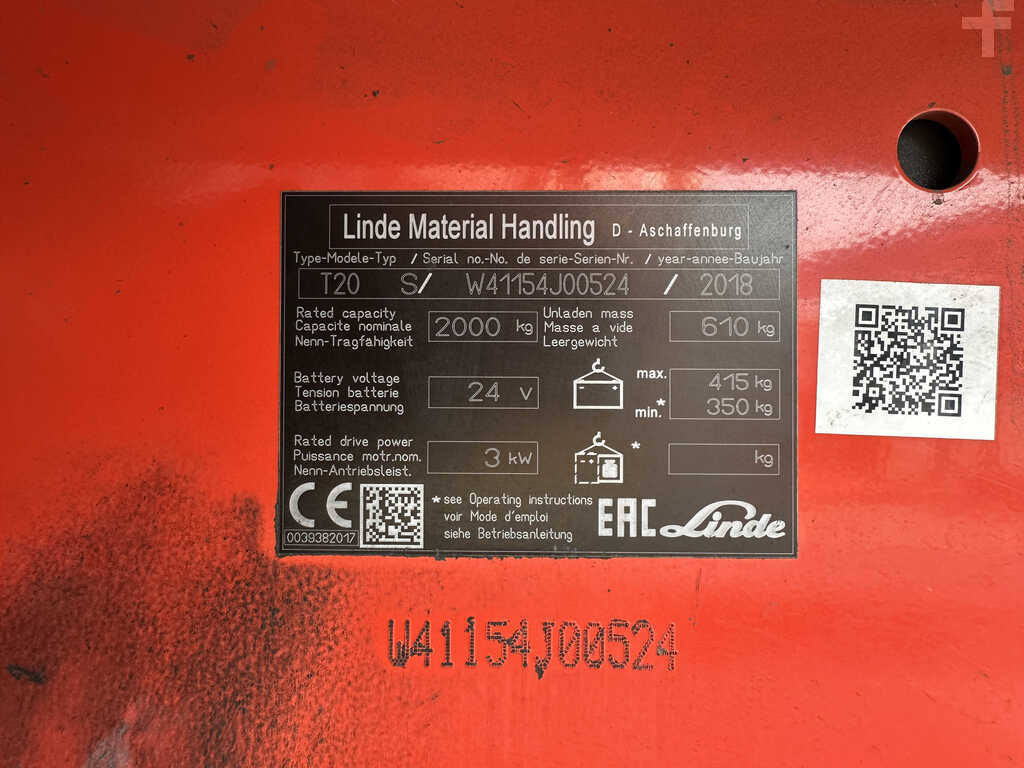 Linde Material Handling D - Aschaffenburg
Type-Modele-Typ / Serial no.-No. de serie-Serien-Nr. / year-annee-Baujahr
T20 S/ W41154J00524 / 2018
Rated capacity
Capacite nominale
Nenn-Tragfähigkeit
2000 kg
Unladen mass
Masse a vide
Leergewicht
610 kg
Battery voltage
Tension batterie
Batteriespannung
24 V
max. 415 kg
min.* 350 kg
Rated drive power
Puissance motr.nom.
Nenn-Antriebsleist.
3 kW
* kg
CE
0039382017
* see Operating instructions
voir Mode d'emploi
siehe Betriebsanleitung
EAC Linde
W41154J00524